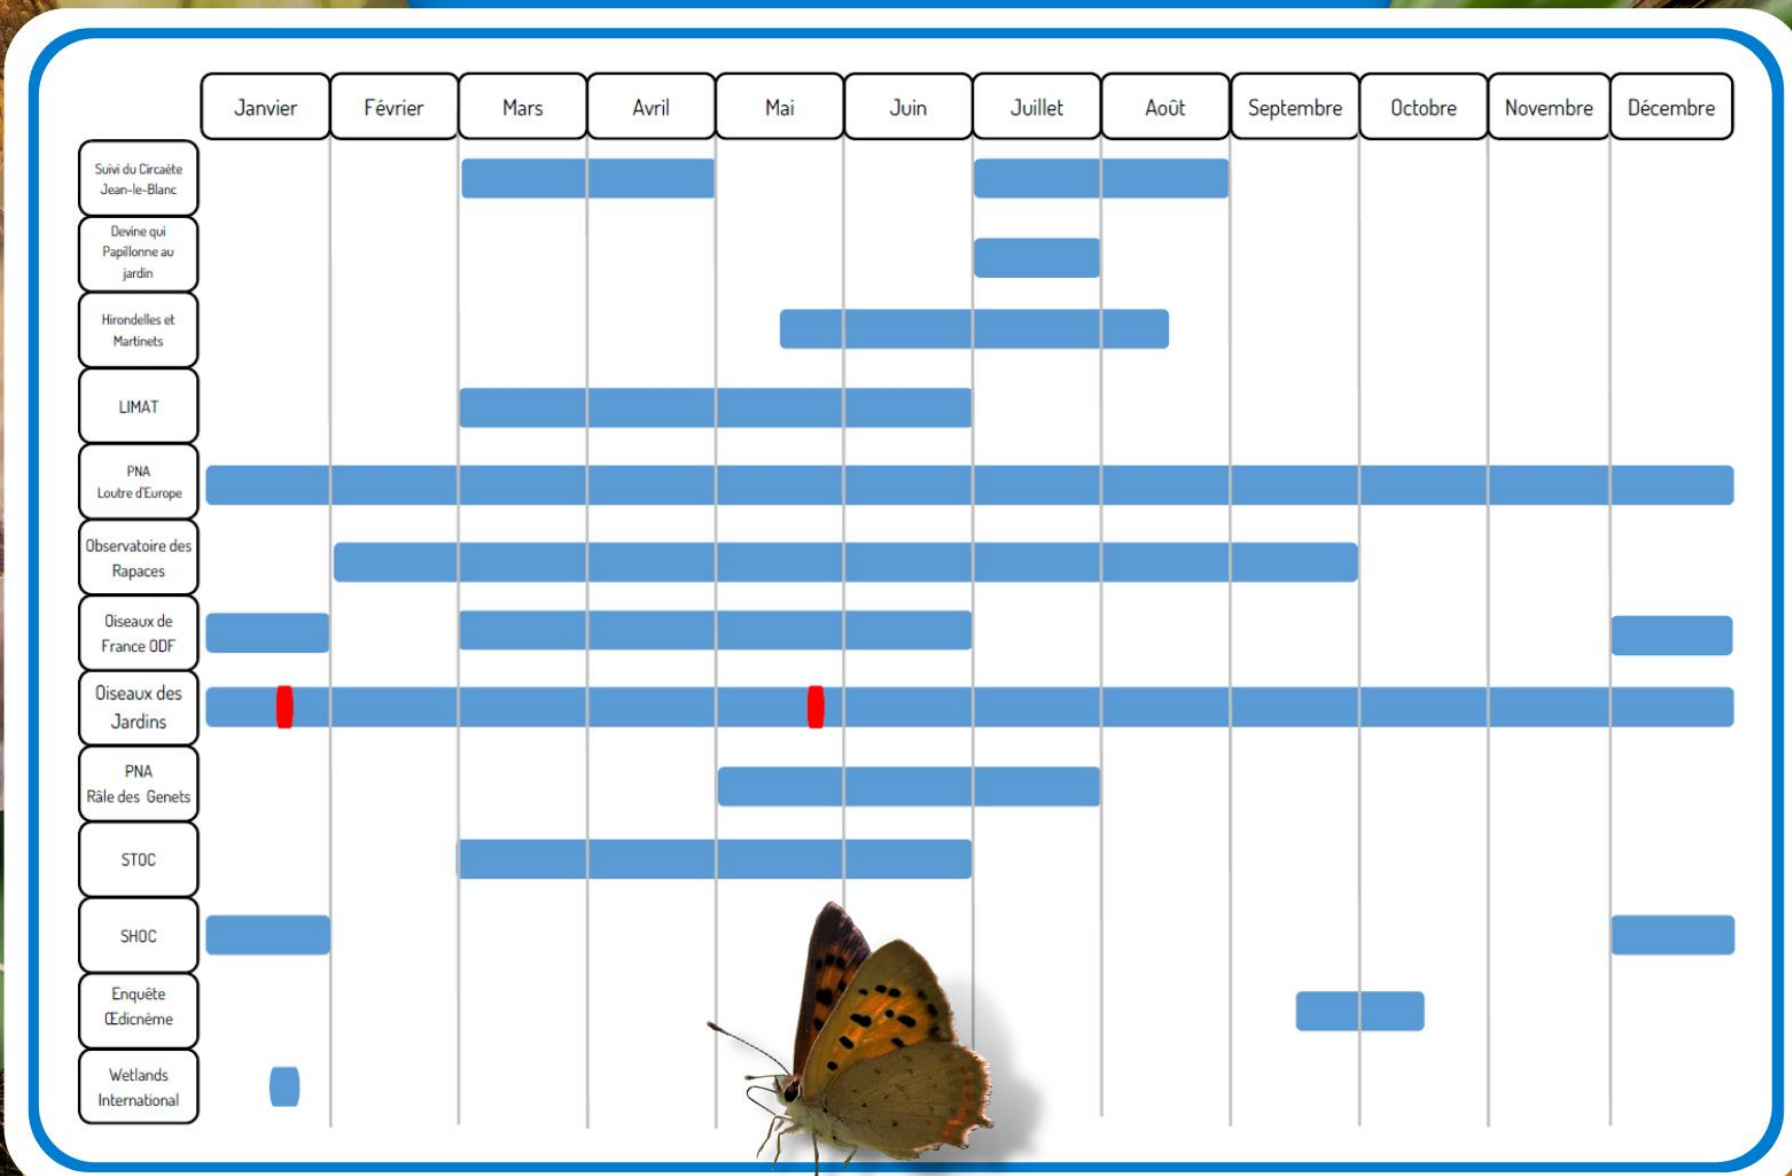 Janvier Février Mars Avril Mai Juin Juillet Août Septembre Octobre Novembre Décembre
Suivi du Circaète
Jean-le-Blanc
Devine qui
Papillonne au
jardin
Hirondelles et
Martinets
LIMAT
PNA
Loutre d'Europe
Observatoire des
Rapaces
Oiseaux de
France ODF
Oiseaux des
Jardins
PNA
Râle des Genets
STOC
SHOC
Enquête
Œdicnème
Wetlands
International